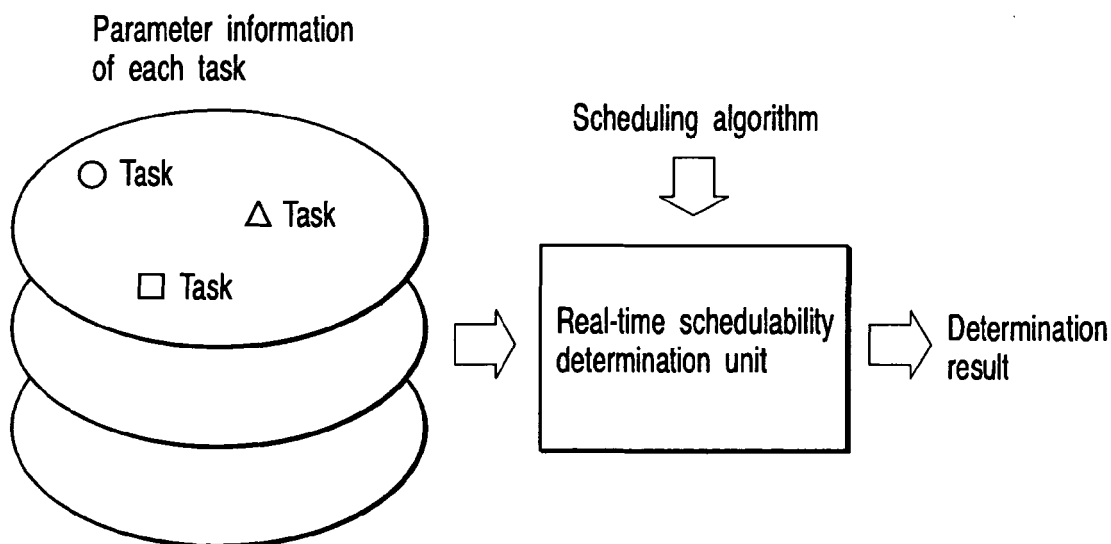 Parameter information
of each task
Scheduling algorithm
Task
Task
Task
Real-time schedulability
determination unit
Determination
result